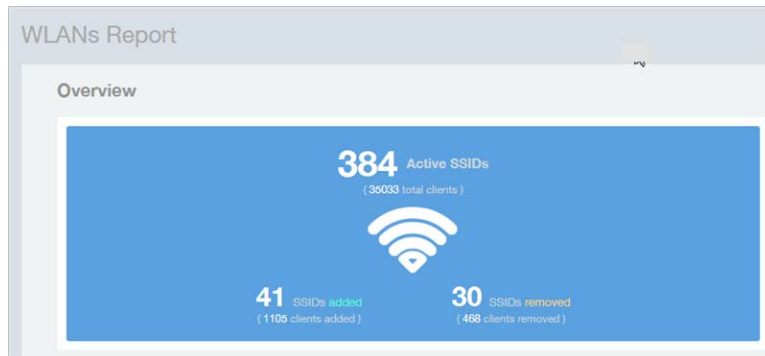 WLANs Report
Overview
384 Active SSIDs
( 35033 total clients )
41 SSIDs added
( 1105 clients added )
30 SSIDs removed
( 468 clients removed )